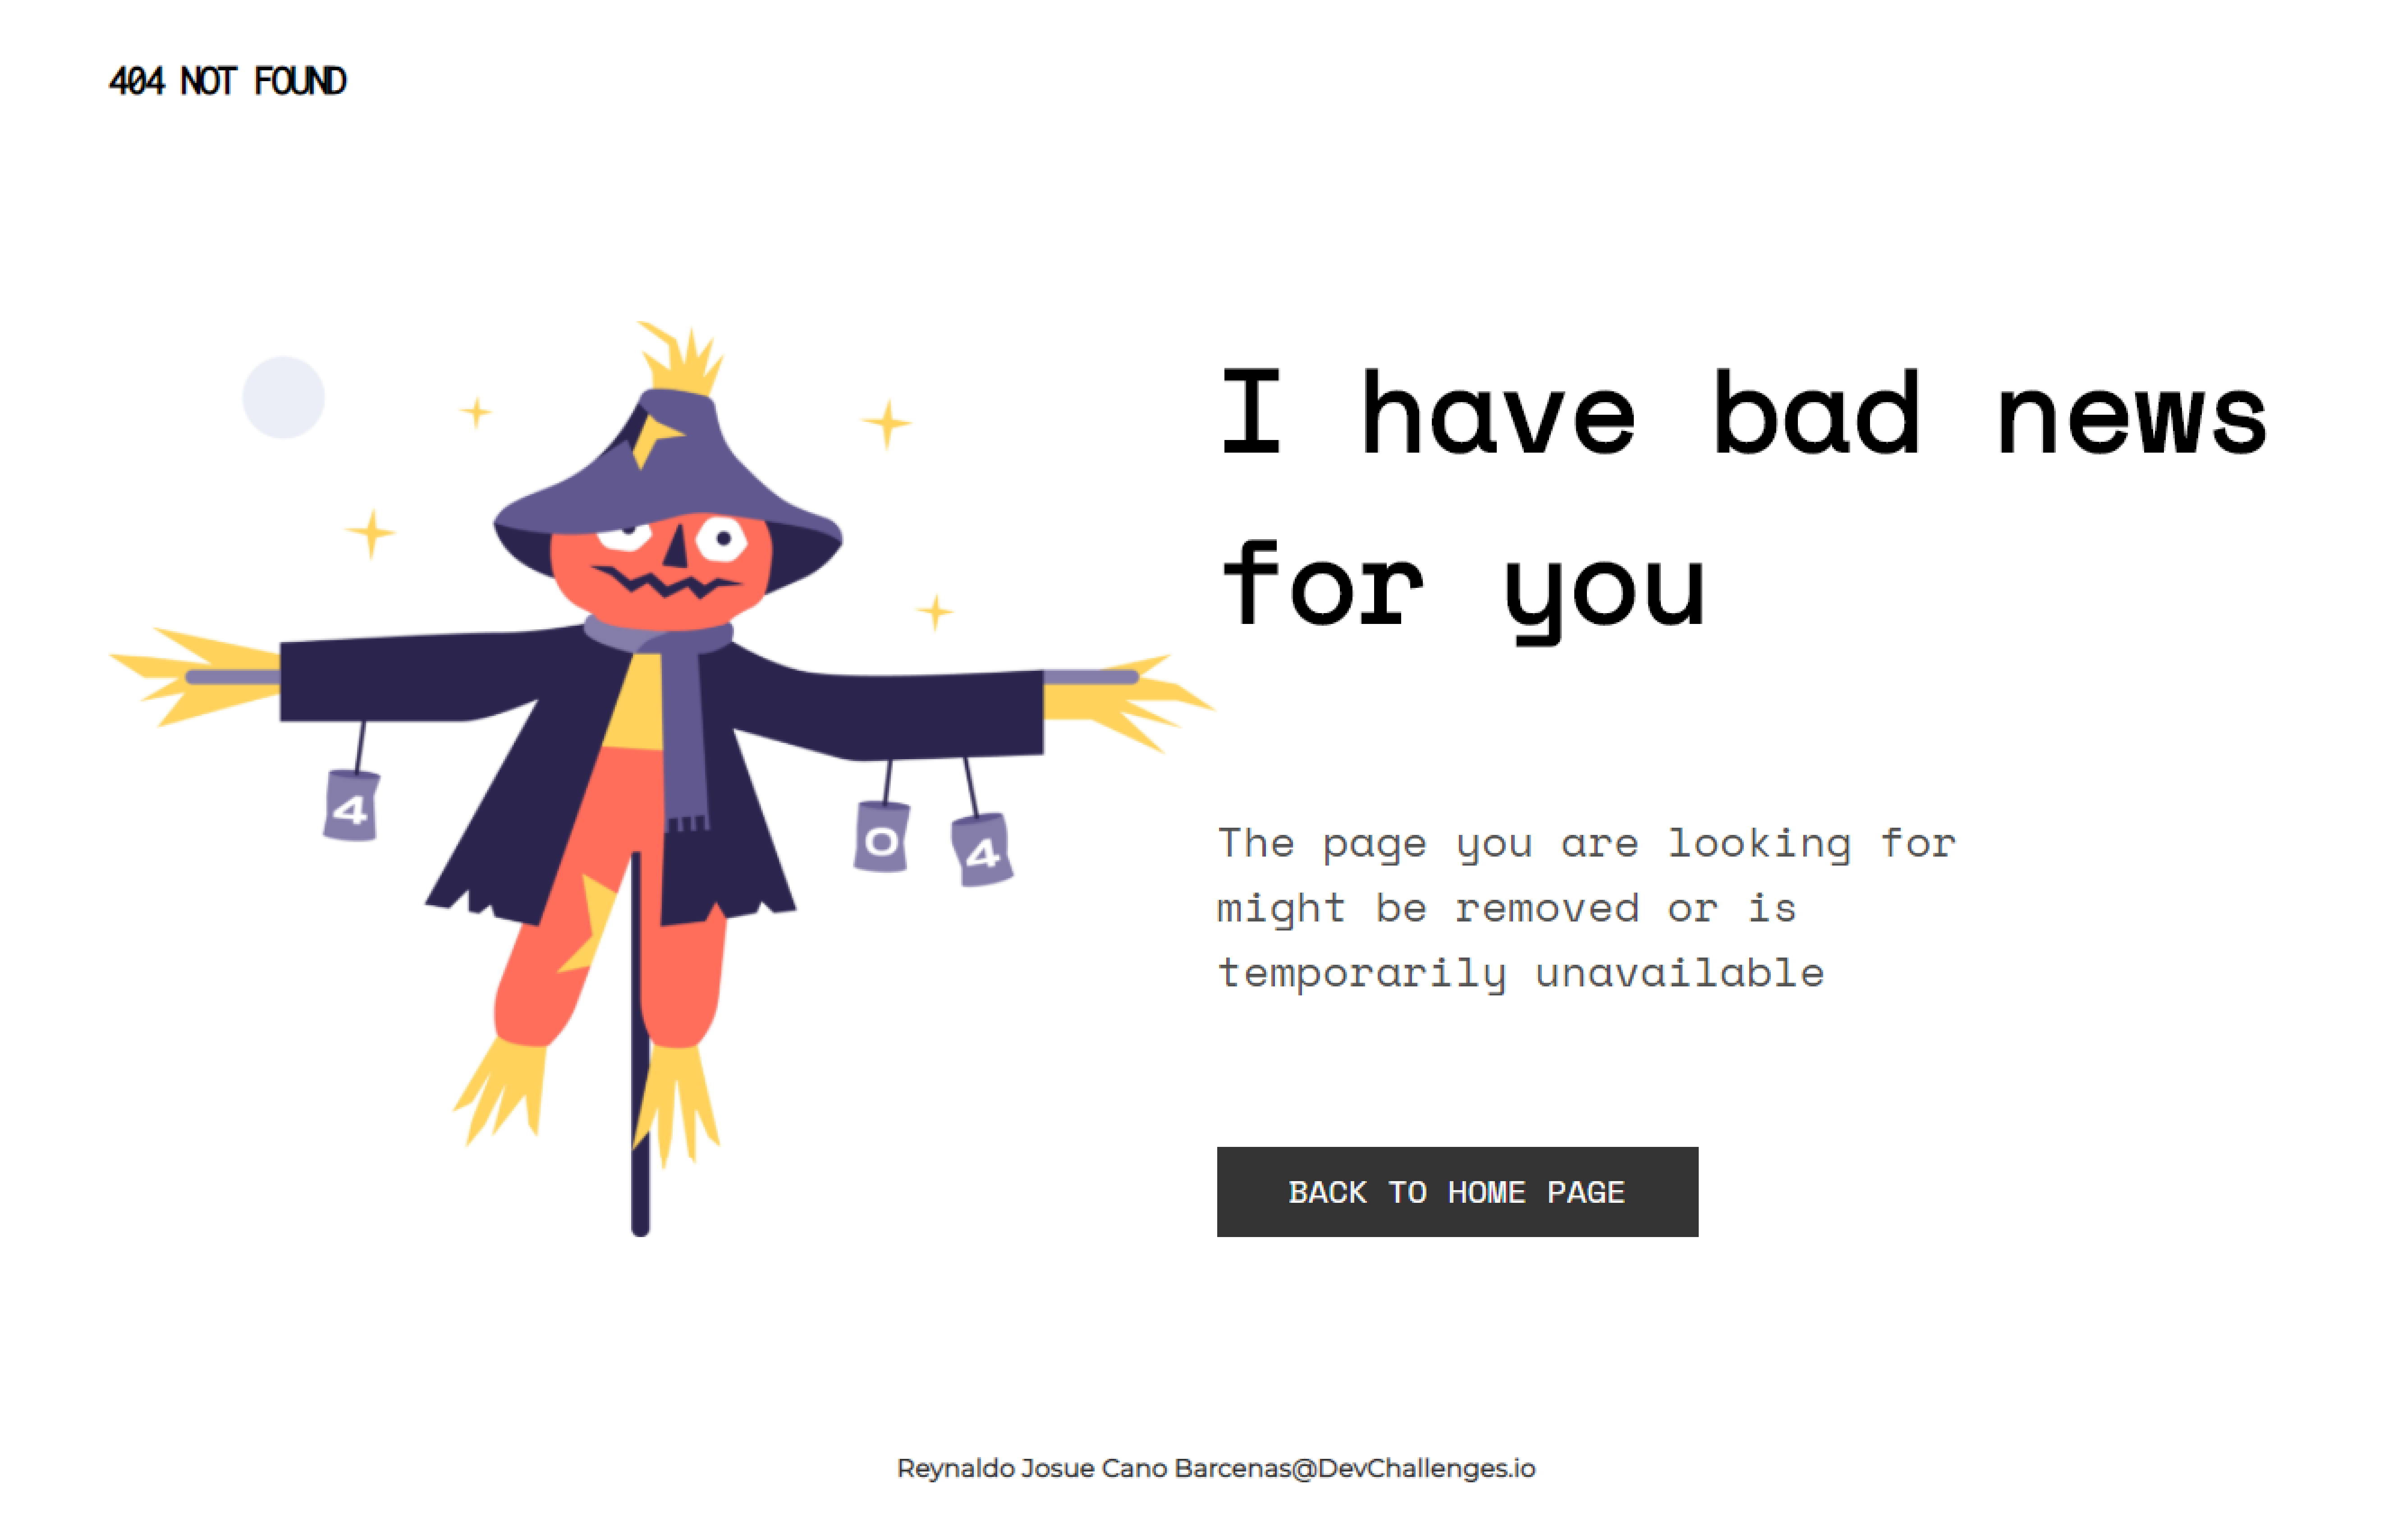 404 NOT FOUND
I have bad news
for you
4
0
4
The page you are looking for
might be removed or is
temporarily unavailable
BACK TO HOME PAGE
Reynaldo Josue Cano Barcenas@DevChallenges.io